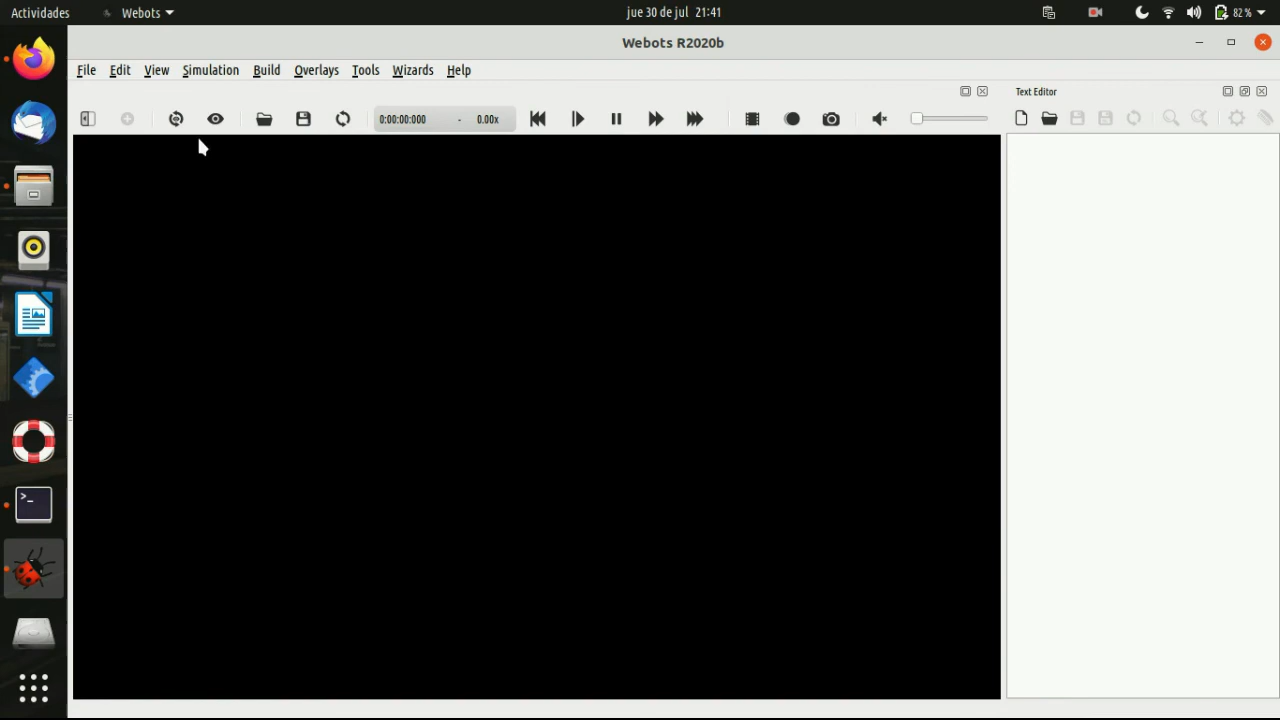 Actividades Webots jue 30 de jul 21:41 82 %
Webots R2020b
File Edit View Simulation Build Overlays Tools Wizards Help
Text Editor
0:00:00:000 - 0.00x
>_